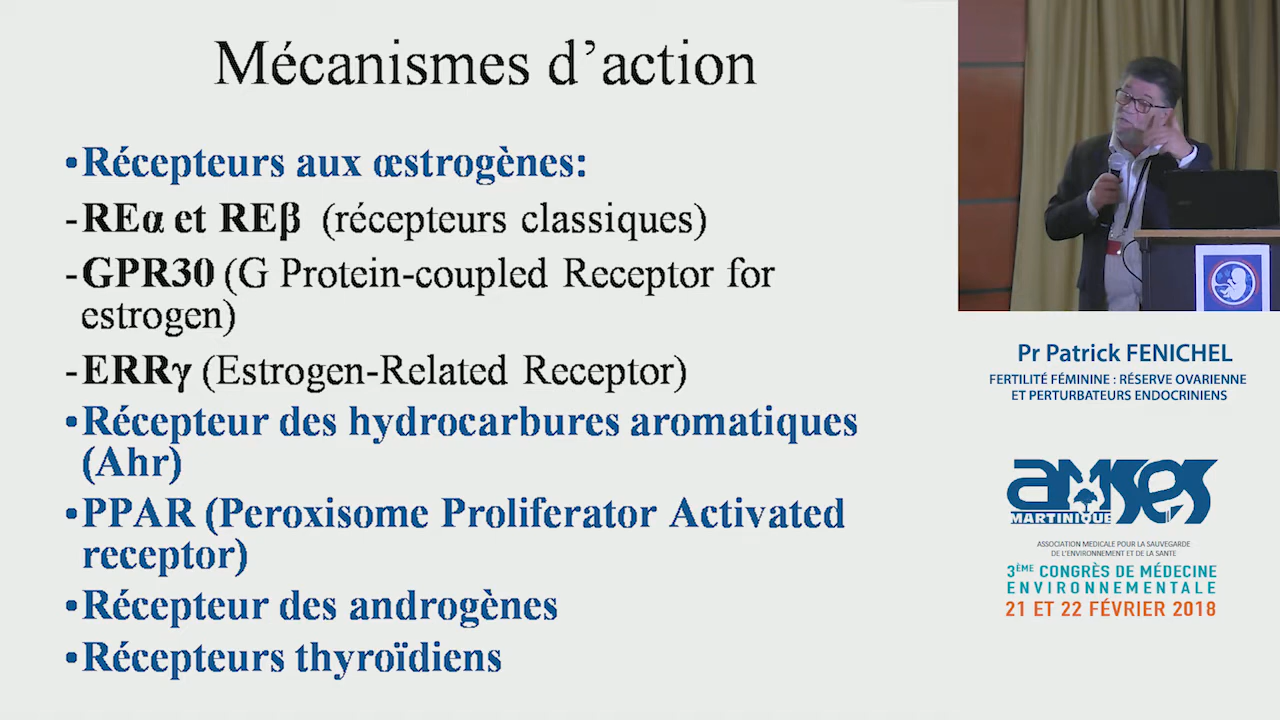 Mécanismes d’action
•Récepteurs aux œstrogènes:
-REα et REβ (récepteurs classiques)
-GPR30 (G Protein-coupled Receptor for
estrogen)
-ERRγ (Estrogen-Related Receptor)
•Récepteur des hydrocarbures aromatiques
(Ahr)
•PPAR (Peroxisome Proliferator Activated
receptor)
•Récepteur des androgènes
•Récepteurs thyroïdiens
Pr Patrick FENICHEL
FERTILITÉ FÉMININE : RÉSERVE OVARIENNE
ET PERTURBATEURS ENDOCRINIENS
amses
MARTINIQUE
ASSOCIATION MEDICALE POUR LA SAUVEGARDE
DE L'ENVIRONNEMENT ET DE LA SANTE
3ÈME CONGRÈS DE MÉDECINE
ENVIRONNEMENTALE
21 ET 22 FÉVRIER 2018